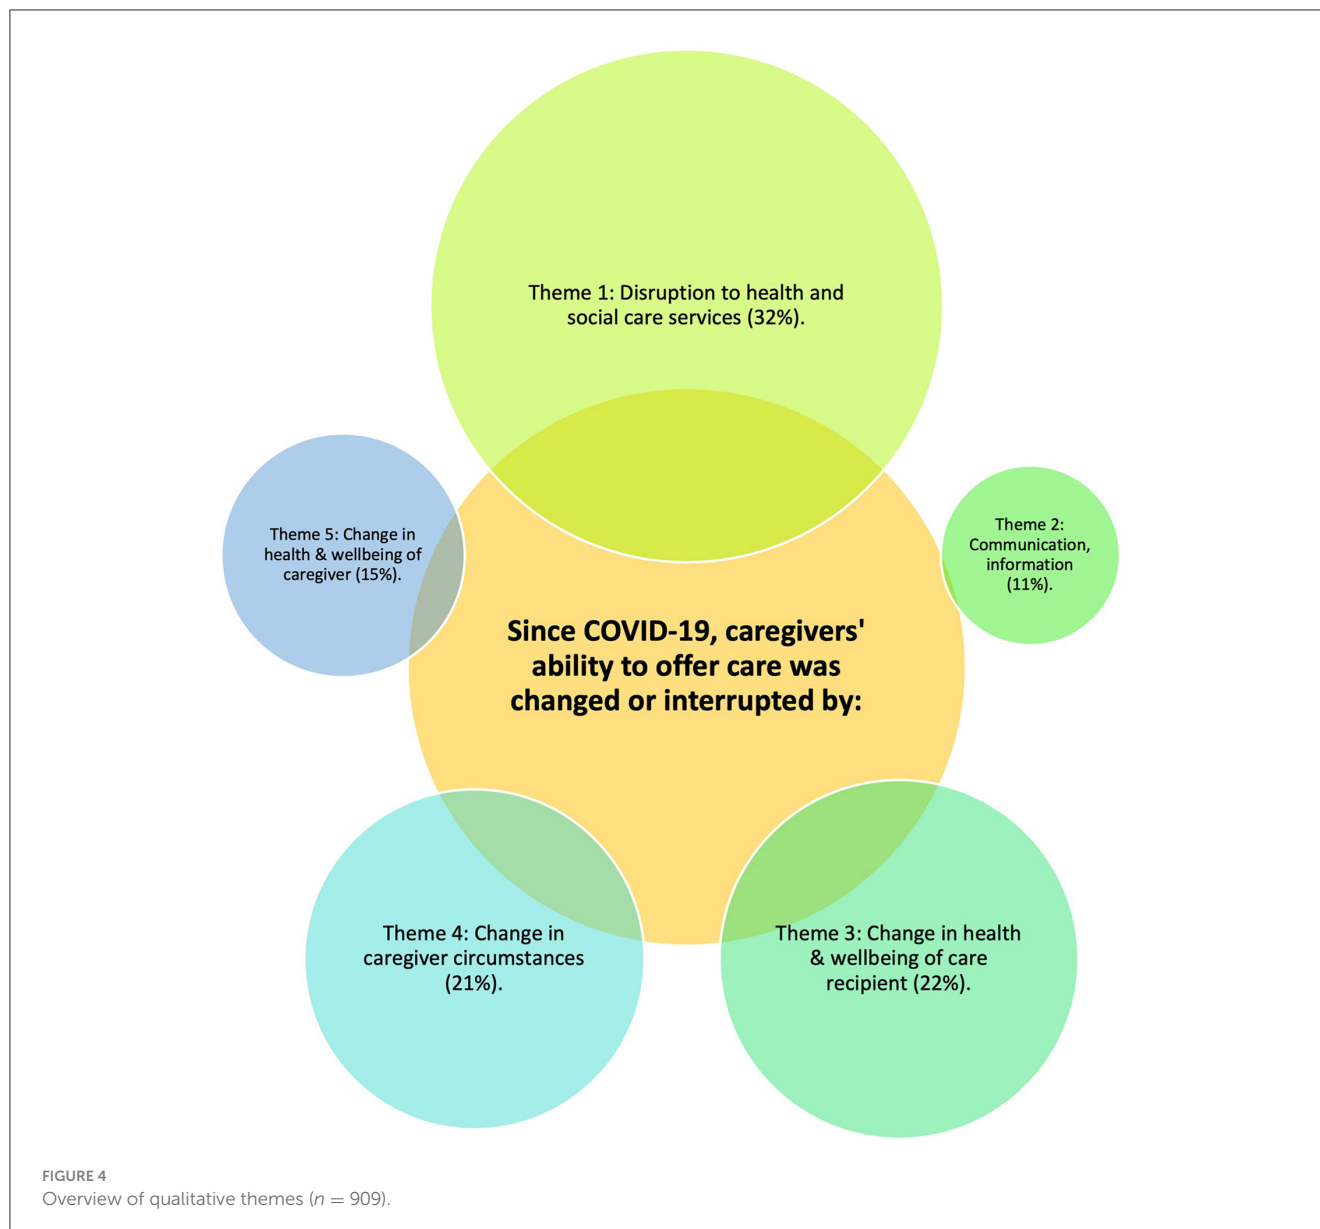 Theme 1: Disruption to health and
social care services (32%).
Theme 5: Change in
health & wellbeing of
caregiver (15%).
Theme 2:
Communication,
information
(11%).
Since COVID-19, caregivers'
ability to offer care was
changed or interrupted by:
Theme 4: Change in
caregiver circumstances
(21%).
Theme 3: Change in health
& wellbeing of care
recipient (22%).
FIGURE 4
Overview of qualitative themes (n = 909).